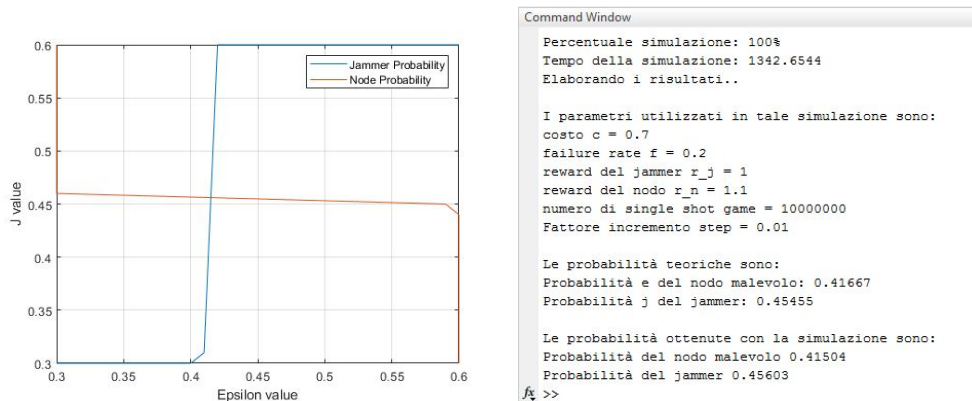 0.6
0.55
0.5
0.45
0.4
0.35
0.3
J value
0.3
0.35
0.4
0.45
0.5
0.55
0.6
Epsilon value
Jammer Probability
Node Probability
Command Window
Percentuale simulazione: 100%
Tempo della simulazione: 1342.6544
Elaborando i risultati..
I parametri utilizzati in tale simulazione sono:
costo c = 0.7
failure rate f = 0.2
reward del jammer r_j = 1
reward del nodo r_n = 1.1
numero di single shot game = 10000000
Fattore incremento step = 0.01
Le probabilità teoriche sono:
Probabilità e del nodo malevolo: 0.41667
Probabilità j del jammer: 0.45455
Le probabilità ottenute con la simulazione sono:
Probabilità del nodo malevolo 0.41504
Probabilità del jammer 0.45603
fx >>